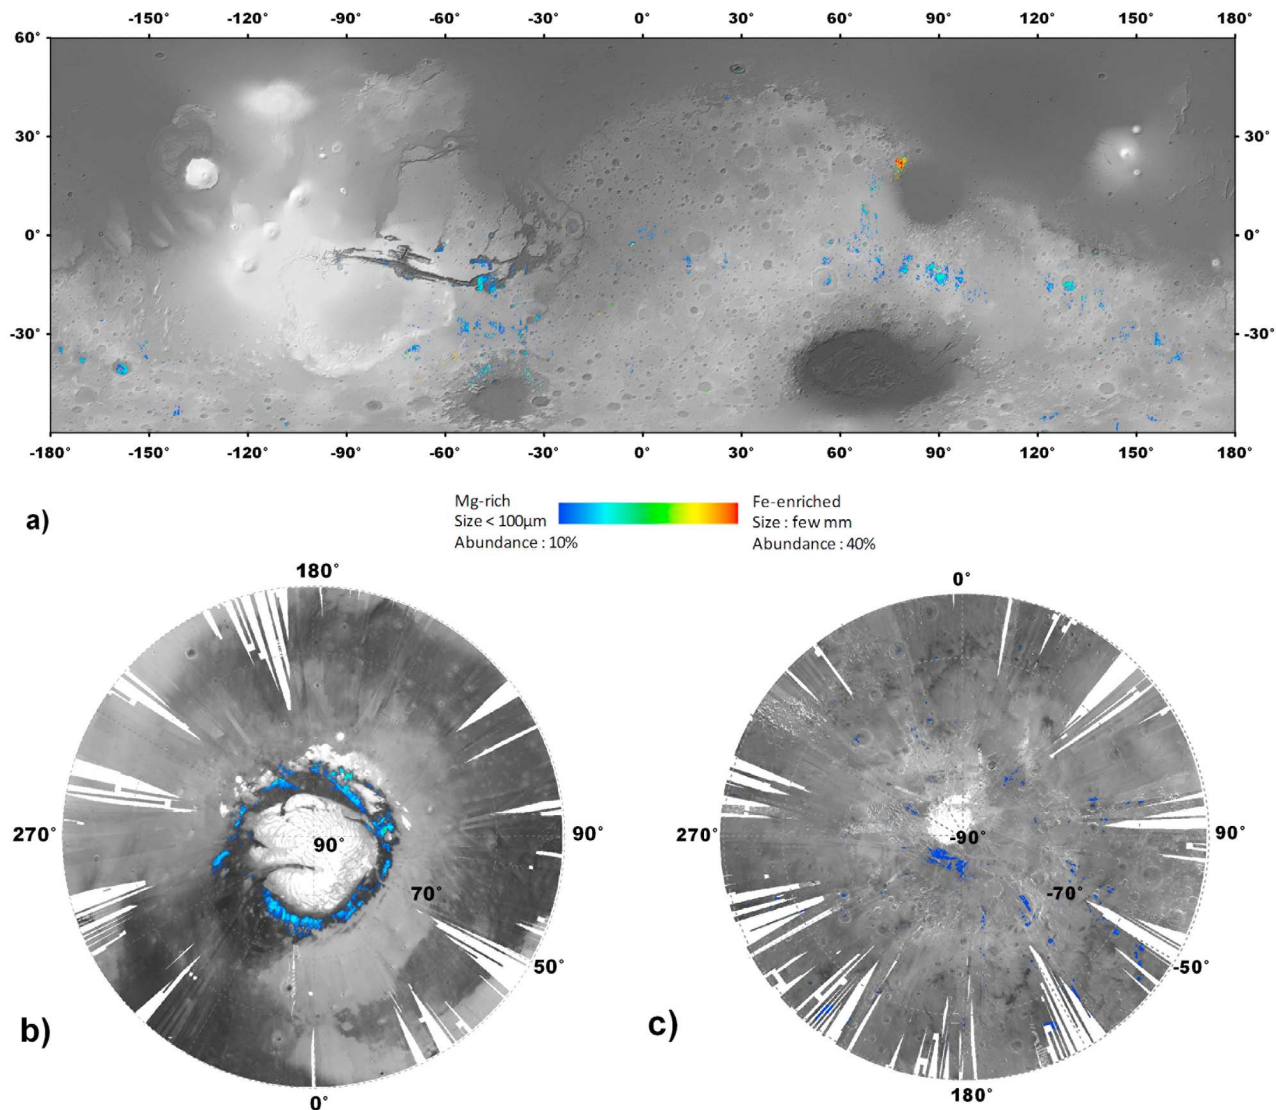 -150° -120° -90° -60° -30° 0° 30° 60° 90° 120° 150° 180°
60°
30° 30°
0° 0°
-30° -30°
-180° -150° -120° -90° -60° -30° 0° 30° 60° 90° 120° 150° 180°
a)
Mg-rich
Size < 100µm
Abundance : 10%
Fe-enriched
Size : few mm
Abundance : 40%
180°
270°
90°
90°
70°
50°
b)
0°
0°
270°
-90°
90°
-70°
-50°
c)
180°